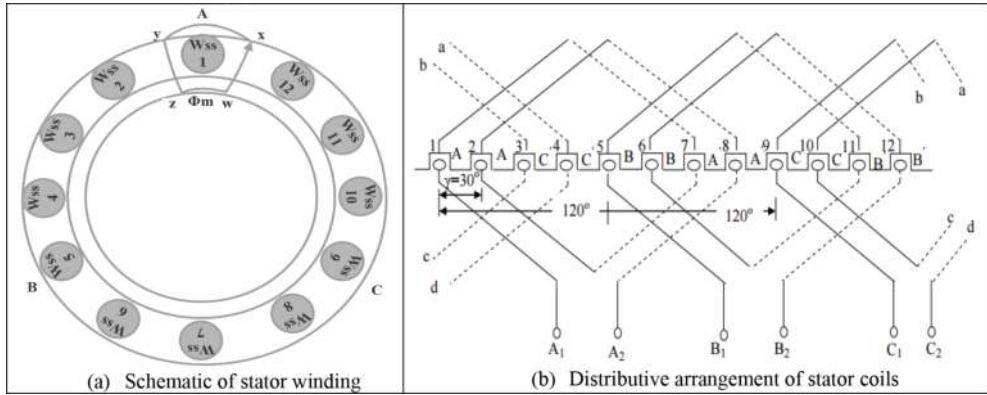 A
y
x
Wss 1
Wss 2
Wss 3
Wss 4
Wss 5
Wss 6
Wss 7
Wss 8
Wss 9
Wss 10
Wss 11
Wss 12
z Φm w
B
C
(a) Schematic of stator winding
a
b
b
a
1 2 3 4 5 6 7 8 9 10 11 12
A A C C B B A A C C B B
γ=30°
120°
120°
c
d
c
d
A1 A2 B1 B2 C1 C2
(b) Distributive arrangement of stator coils